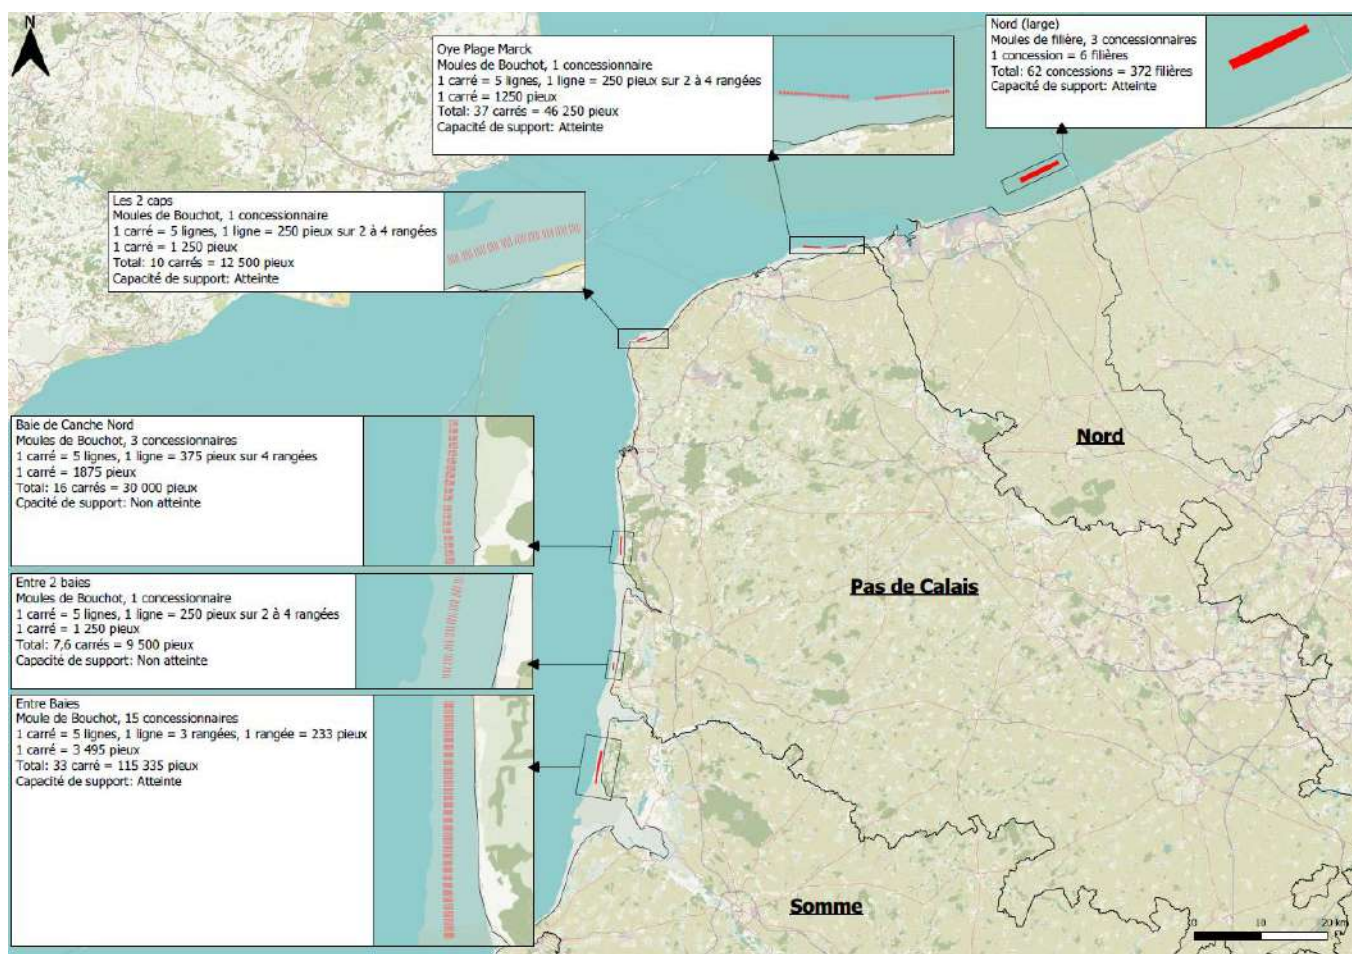 N
Nord (large)
Moules de filière, 3 concessionnaires
1 concession = 6 filières
Total: 62 concessions = 372 filières
Capacité de support: Atteinte
Oye Plage Marck
Moules de Bouchot, 1 concessionnaire
1 carré = 5 lignes, 1 ligne = 250 pieux sur 2 à 4 rangées
1 carré = 1250 pieux
Total: 37 carrés = 46 250 pieux
Capacité de support: Atteinte
Les 2 caps
Moules de Bouchot, 1 concessionnaire
1 carré = 5 lignes, 1 ligne = 250 pieux sur 2 à 4 rangées
1 carré = 1 250 pieux
Total: 10 carrés = 12 500 pieux
Capacité de support: Atteinte
Baie de Canche Nord
Moules de Bouchot, 3 concessionnaires
1 carré = 5 lignes, 1 ligne = 375 pieux sur 4 rangées
1 carré = 1875 pieux
Total: 16 carrés = 30 000 pieux
Cpacité de support: Non atteinte
Entre 2 baies
Moules de Bouchot, 1 concessionnaire
1 carré = 5 lignes, 1 ligne = 250 pieux sur 2 à 4 rangées
1 carré = 1 250 pieux
Total: 7,6 carrés = 9 500 pieux
Capacité de support: Non atteinte
Entre Baies
Moule de Bouchot, 15 concessionnaires
1 carré = 5 lignes, 1 ligne = 3 rangées, 1 rangée = 233 pieux
1 carré = 3 495 pieux
Total: 33 carré = 115 335 pieux
Capacité de support: Atteinte
Nord
Pas de Calais
Somme
0 10 20 km